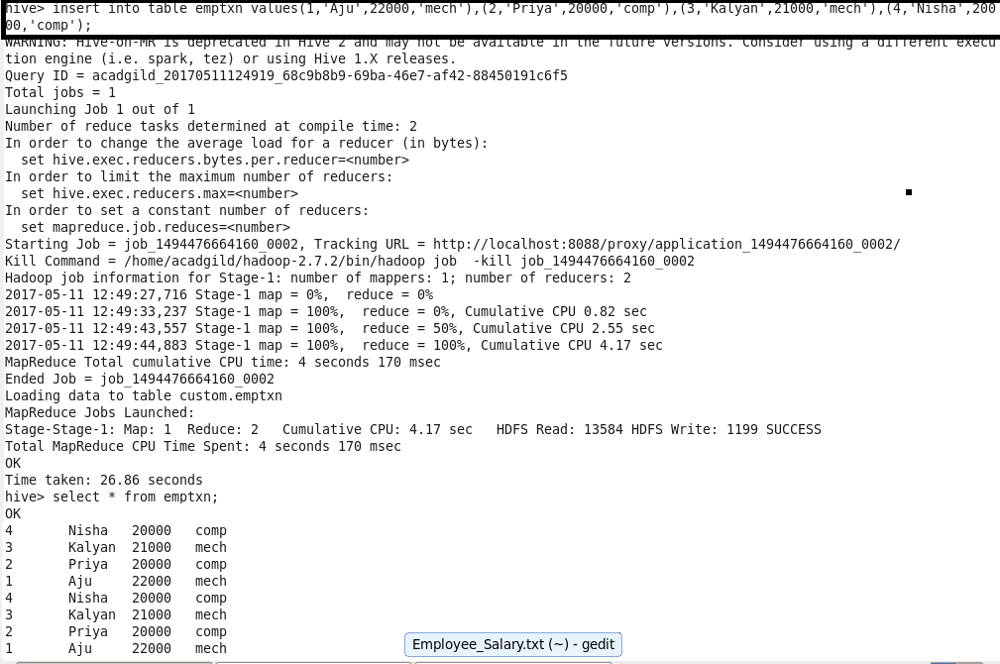 hive> insert into table emptxn values(1,'Aju',22000,'mech'),(2,'Priya',20000,'comp'),(3,'Kalyan',21000,'mech'),(4,'Nisha',200
00,'comp');
WARNING: Hive-on-MR is deprecated in Hive 2 and may not be available in the future versions. Consider using a different execu
tion engine (i.e. spark, tez) or using Hive 1.X releases.
Query ID = acadgild_20170511124919_68c9b8b9-69ba-46e7-af42-88450191c6f5
Total jobs = 1
Launching Job 1 out of 1
Number of reduce tasks determined at compile time: 2
In order to change the average load for a reducer (in bytes):
  set hive.exec.reducers.bytes.per.reducer=<number>
In order to limit the maximum number of reducers:
  set hive.exec.reducers.max=<number>
In order to set a constant number of reducers:
  set mapreduce.job.reduces=<number>
Starting Job = job_1494476664160_0002, Tracking URL = http://localhost:8088/proxy/application_1494476664160_0002/
Kill Command = /home/acadgild/hadoop-2.7.2/bin/hadoop job  -kill job_1494476664160_0002
Hadoop job information for Stage-1: number of mappers: 1; number of reducers: 2
2017-05-11 12:49:27,716 Stage-1 map = 0%,  reduce = 0%
2017-05-11 12:49:33,237 Stage-1 map = 100%,  reduce = 0%, Cumulative CPU 0.82 sec
2017-05-11 12:49:43,557 Stage-1 map = 100%,  reduce = 50%, Cumulative CPU 2.55 sec
2017-05-11 12:49:44,883 Stage-1 map = 100%,  reduce = 100%, Cumulative CPU 4.17 sec
MapReduce Total cumulative CPU time: 4 seconds 170 msec
Ended Job = job_1494476664160_0002
Loading data to table custom.emptxn
MapReduce Jobs Launched:
Stage-Stage-1: Map: 1  Reduce: 2   Cumulative CPU: 4.17 sec   HDFS Read: 13584 HDFS Write: 1199 SUCCESS
Total MapReduce CPU Time Spent: 4 seconds 170 msec
OK
Time taken: 26.86 seconds
hive> select * from emptxn;
OK
4       Nisha   20000   comp
3       Kalyan  21000   mech
2       Priya   20000   comp
1       Aju     22000   mech
4       Nisha   20000   comp
3       Kalyan  21000   mech
2       Priya   20000   comp
1       Aju     22000   mech
Employee_Salary.txt (~) - gedit